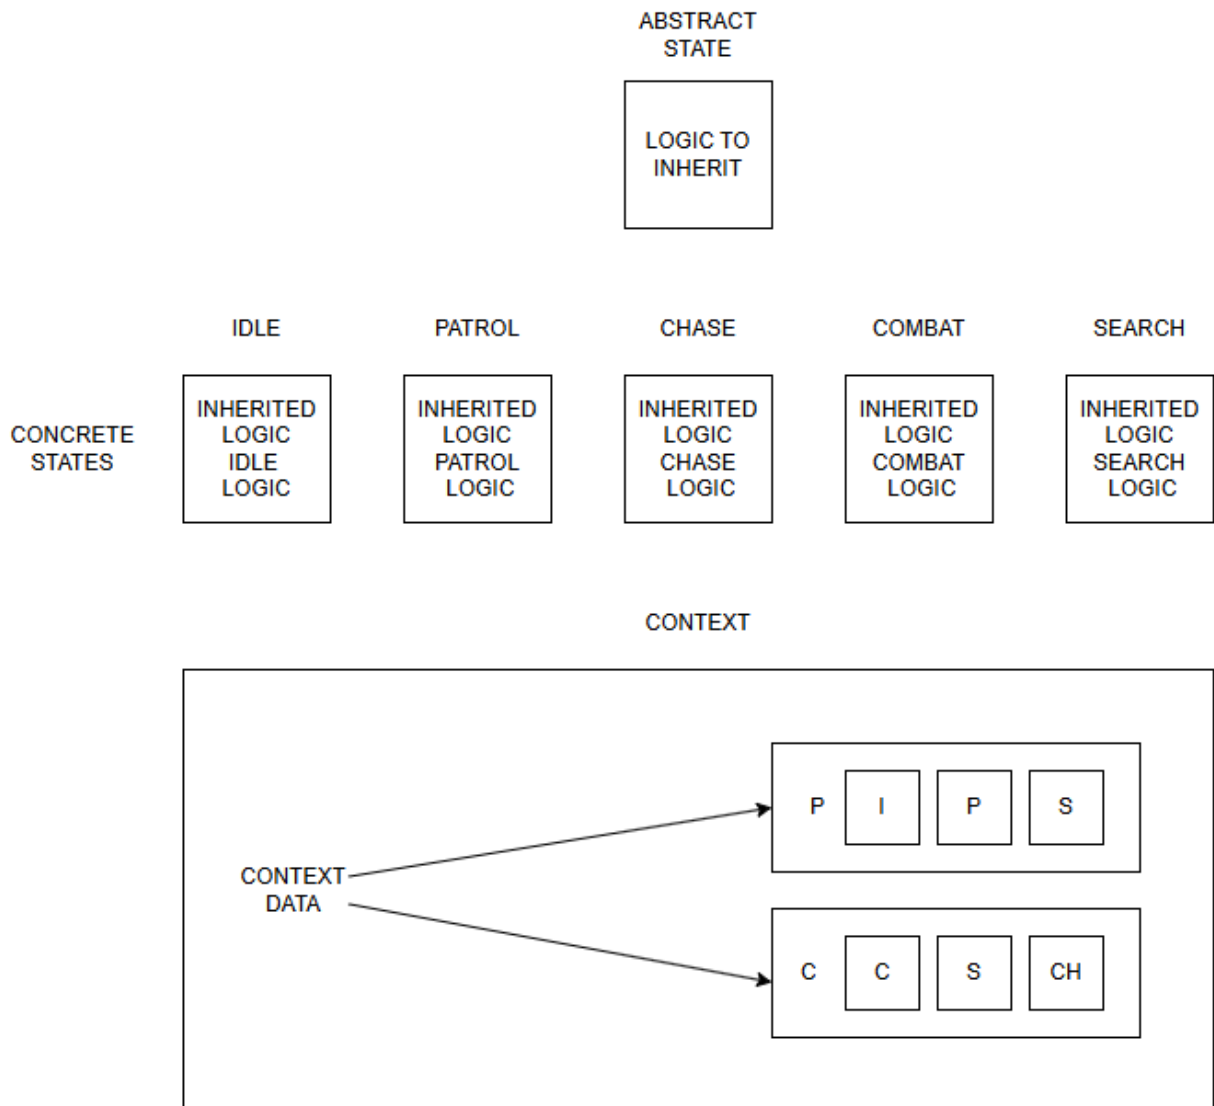 ABSTRACT
STATE
LOGIC TO
INHERIT
IDLE
PATROL
CHASE
COMBAT
SEARCH
CONCRETE
STATES
INHERITED
LOGIC
IDLE
LOGIC
INHERITED
LOGIC
PATROL
LOGIC
INHERITED
LOGIC
CHASE
LOGIC
INHERITED
LOGIC
COMBAT
LOGIC
INHERITED
LOGIC
SEARCH
LOGIC
CONTEXT
CONTEXT
DATA
P I P S
C C S CH